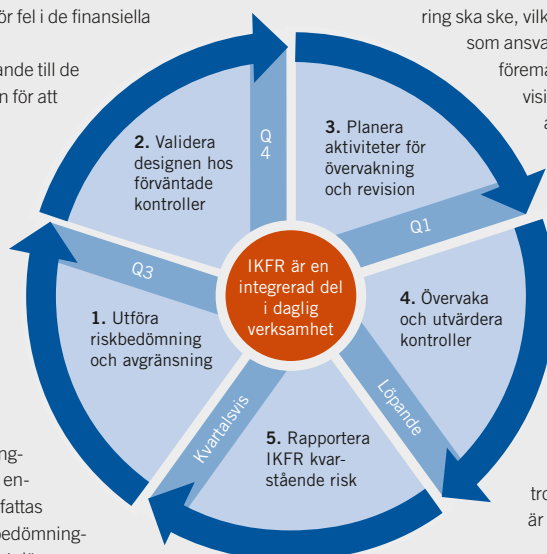 ör fel i de finansiella
ande till de
n för att
ring ska ske, vilk
som ansva
förema
visi
2. Validera
designen hos
förväntade
kontroller
Q
4
3. Planera
aktiviteter för
övervakning
och revision
Q1
Q3
IKFR är en
integrerad del
i daglig
verksamhet
1. Utföra
riskbedömning
och avgränsning
4. Övervaka
och utvärdera
kontroller
Kvartalsvis
Löpande
5. Rapportera
IKFR kvar-
stående risk
ng-
en-
fattas
bedömning-
tro
är